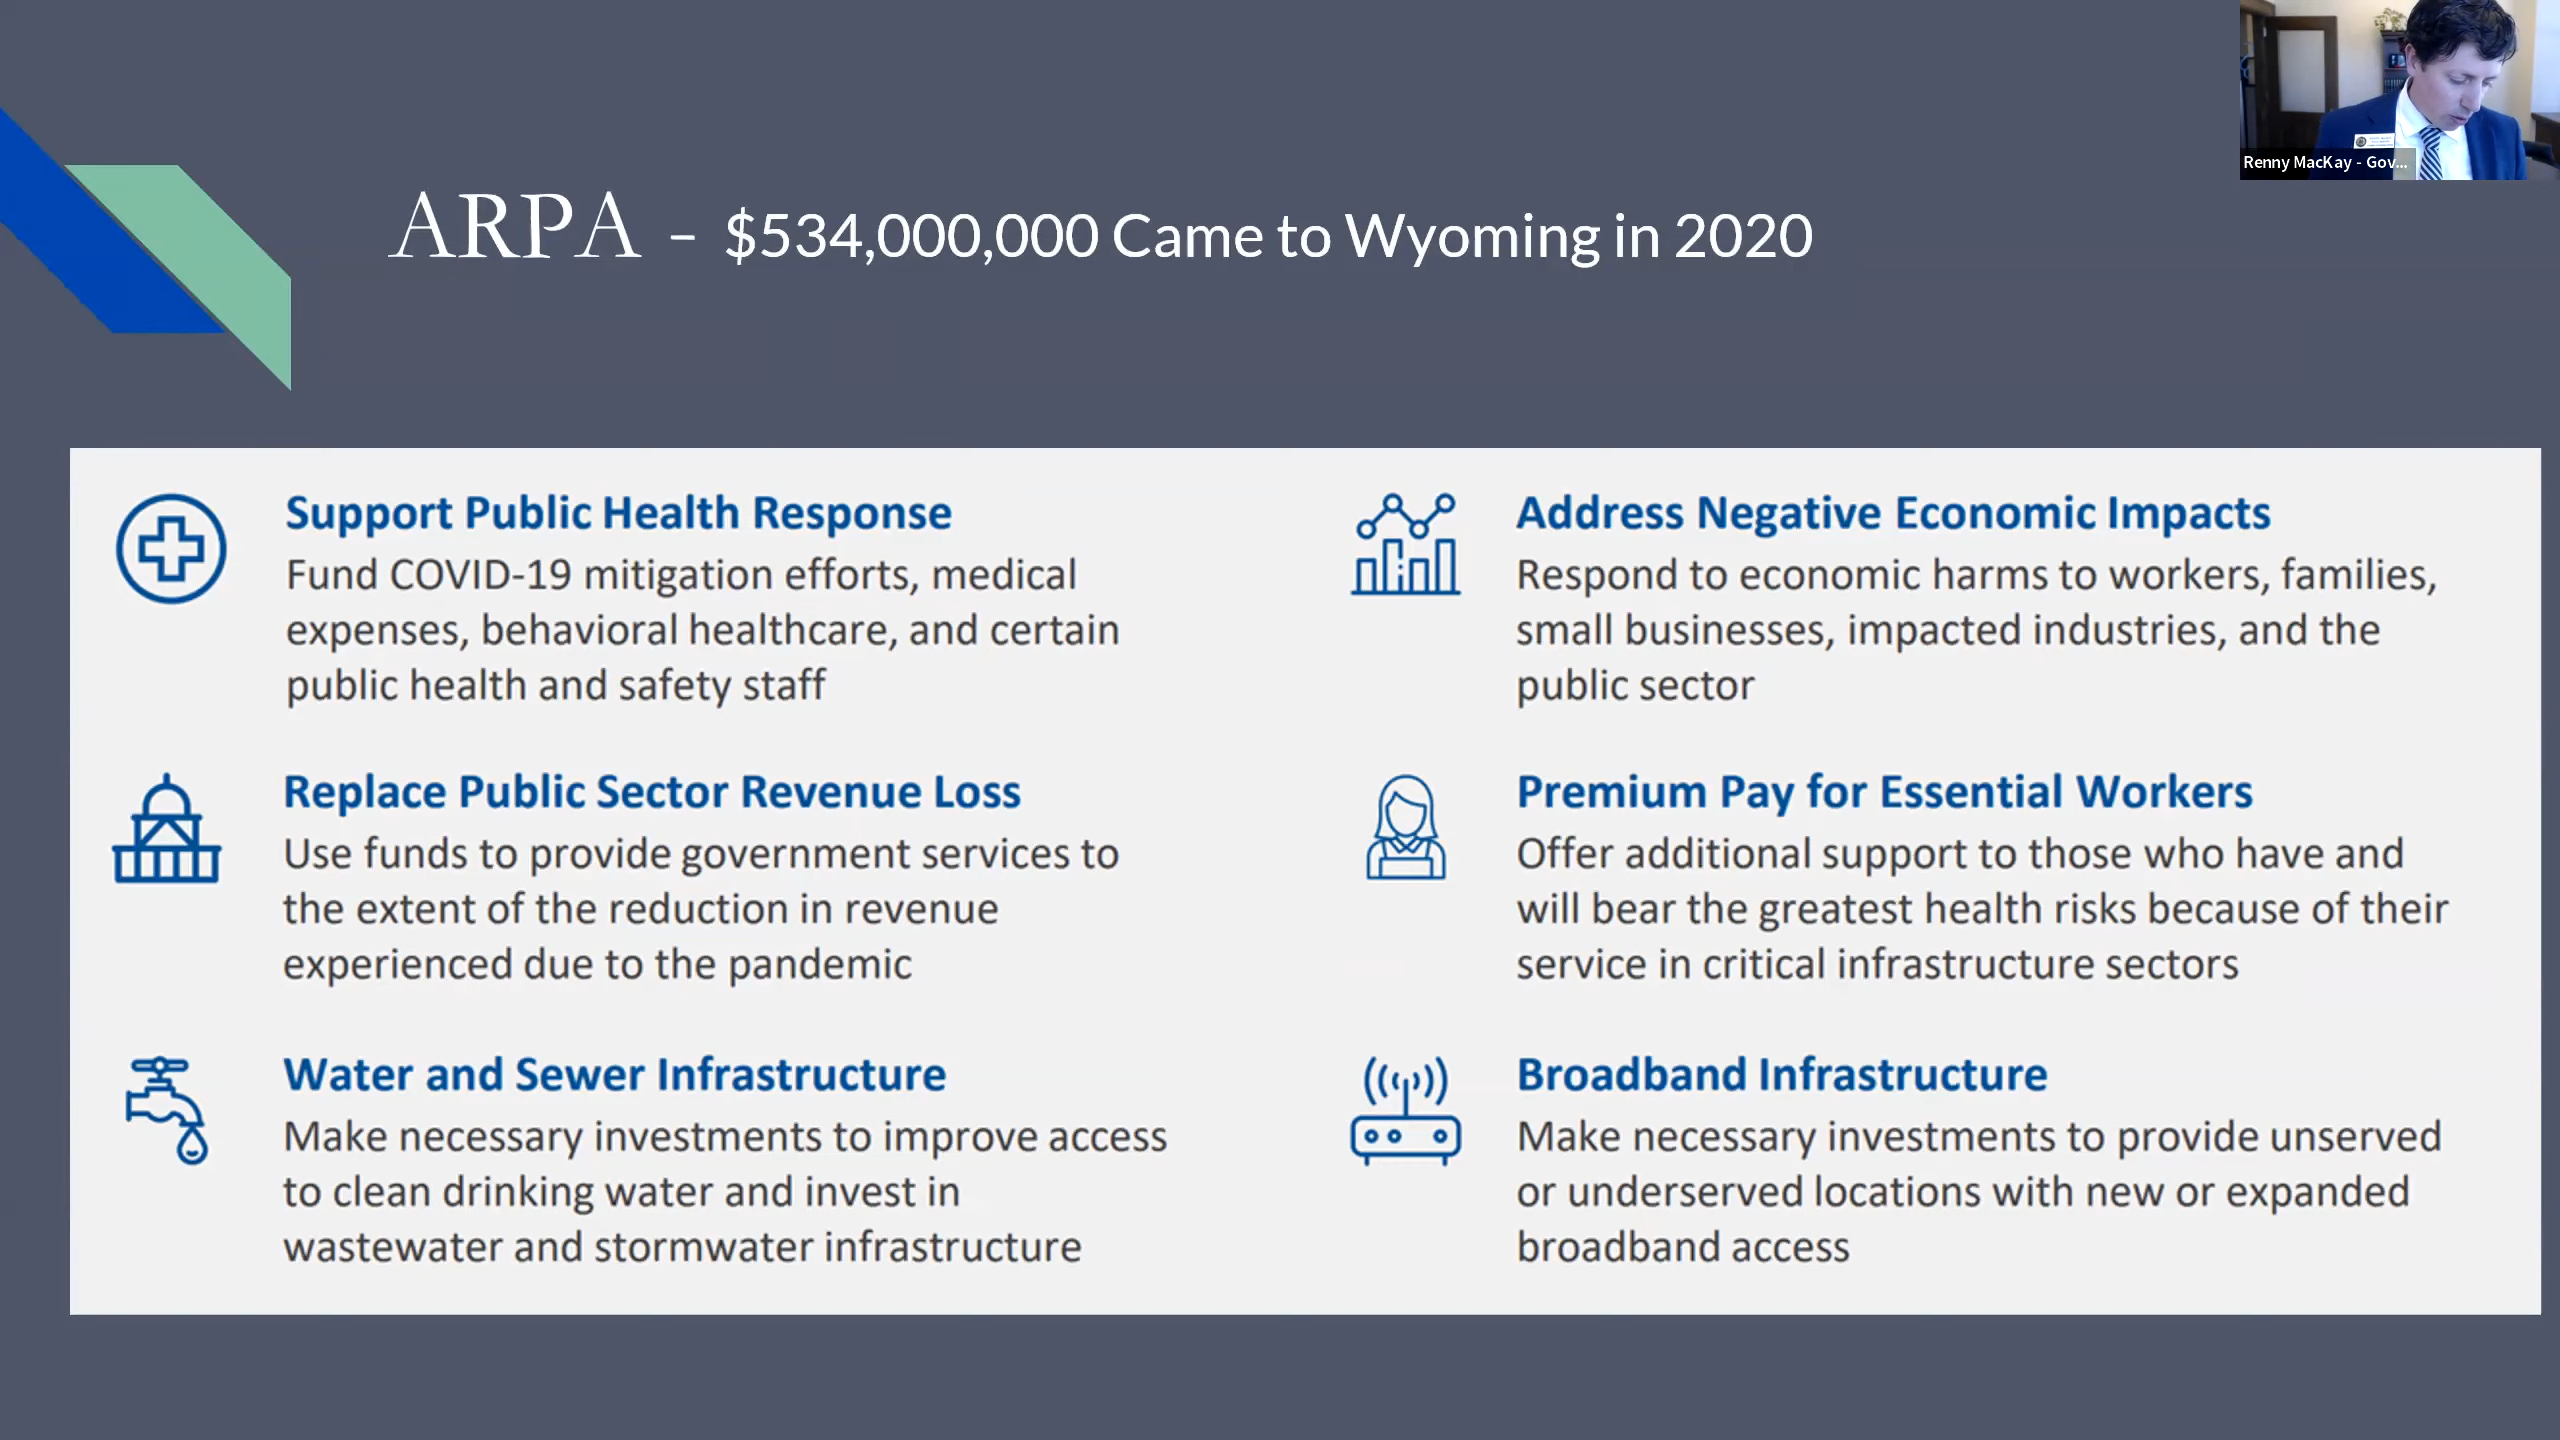 Renny MacKay - Gov...
ARPA – $534,000,000 Came to Wyoming in 2020
Support Public Health Response
Fund COVID-19 mitigation efforts, medical
expenses, behavioral healthcare, and certain
public health and safety staff
Address Negative Economic Impacts
Respond to economic harms to workers, families,
small businesses, impacted industries, and the
public sector
Replace Public Sector Revenue Loss
Use funds to provide government services to
the extent of the reduction in revenue
experienced due to the pandemic
Premium Pay for Essential Workers
Offer additional support to those who have and
will bear the greatest health risks because of their
service in critical infrastructure sectors
Water and Sewer Infrastructure
Make necessary investments to improve access
to clean drinking water and invest in
wastewater and stormwater infrastructure
Broadband Infrastructure
Make necessary investments to provide unserved
or underserved locations with new or expanded
broadband access